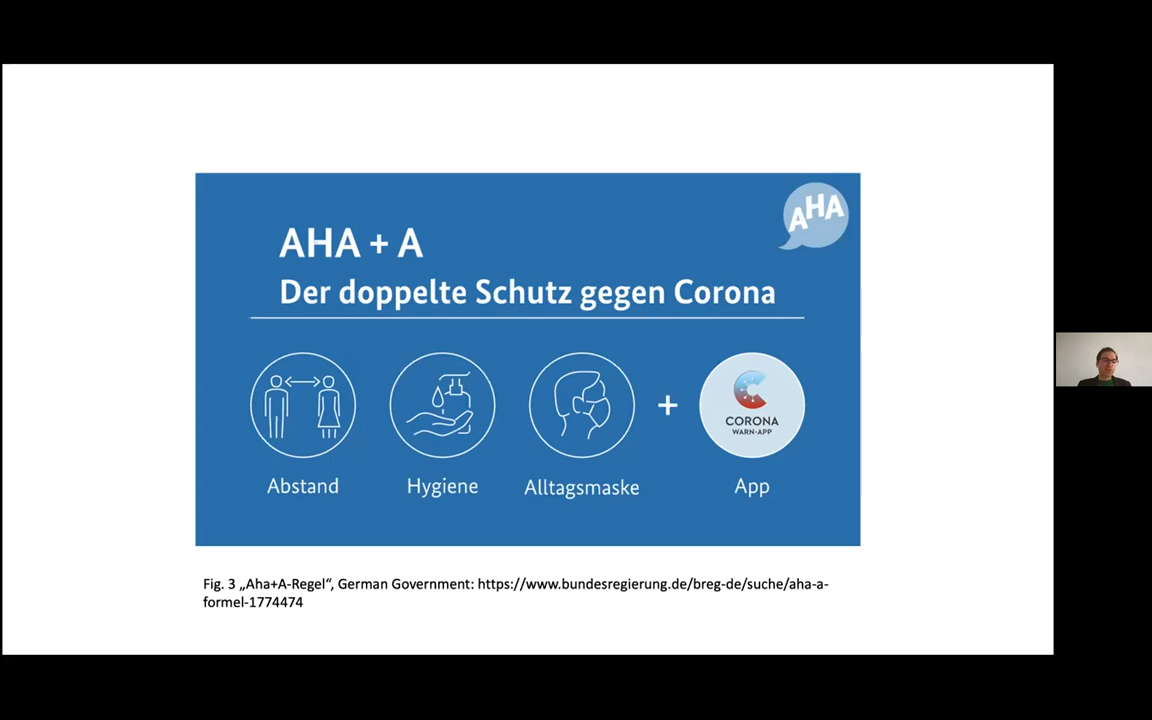 AHA
AHA + A
Der doppelte Schutz gegen Corona
+
CORONA
WARN-APP
Abstand
Hygiene
Alltagsmaske
App
Fig. 3 „Aha+A-Regel“, German Government: https://www.bundesregierung.de/breg-de/suche/aha-a-
formel-1774474